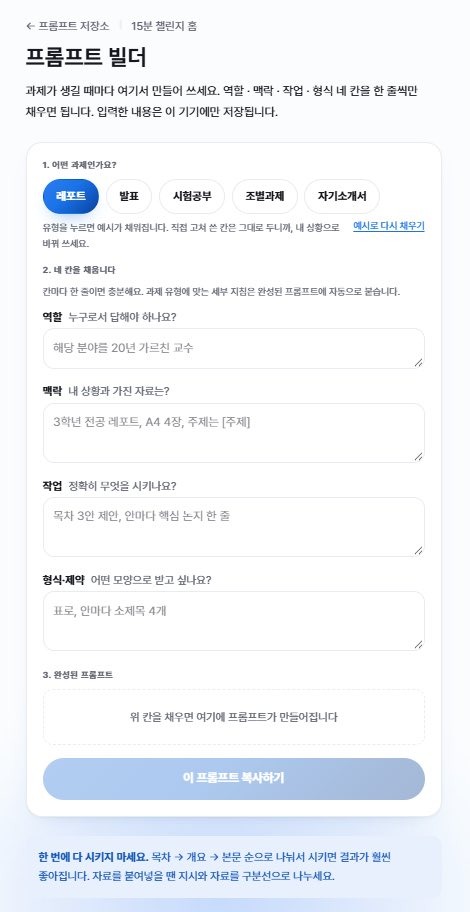 ← 프롬프트 저장소 | 15분 챌린지 홈
프롬프트 빌더
과제가 생길 때마다 여기서 만들어 쓰세요. 역할 · 맥락 · 작업 · 형식 네 칸을 한 줄씩만
채우면 됩니다. 입력한 내용은 이 기기에만 저장됩니다.
1. 어떤 과제인가요?
레포트 발표 시험공부 조별과제 자기소개서
유형을 누르면 예시가 채워집니다. 직접 고쳐 쓴 칸은 그대로 두니까, 내 상황으로 예시로 다시 채우기
바꿔 쓰세요.
2. 네 칸을 채웁니다
칸마다 한 줄이면 충분해요. 과제 유형에 맞는 세부 지침은 완성된 프롬프트에 자동으로 붙습니다.
역할 누구로서 답해야 하나요?
해당 분야를 20년 가르친 교수
맥락 내 상황과 가진 자료는?
3학년 전공 레포트, A4 4장, 주제는 [주제]
작업 정확히 무엇을 시키나요?
목차 3안 제안, 안마다 핵심 논지 한 줄
형식·제약 어떤 모양으로 받고 싶나요?
표로, 안마다 소제목 4개
3. 완성된 프롬프트
위 칸을 채우면 여기에 프롬프트가 만들어집니다
이 프롬프트 복사하기
한 번에 다 시키지 마세요. 목차 → 개요 → 본문 순으로 나눠서 시키면 결과가 훨씬
좋아집니다. 자료를 붙여넣을 땐 지시와 자료를 구분선으로 나누세요.